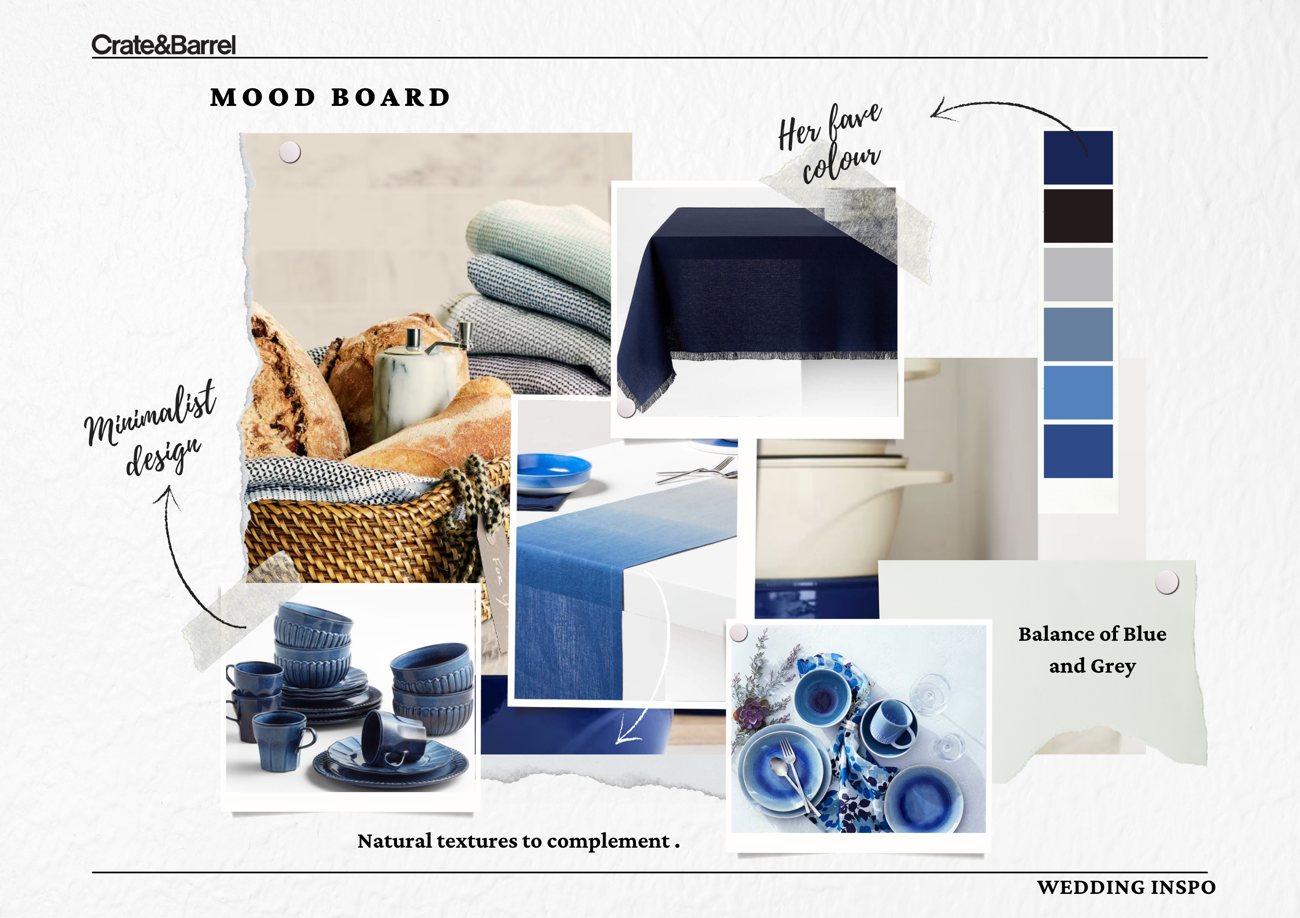 Crate&Barrel
MOOD BOARD
Her fave
colour
Minimalist
design
For
Balance of Blue
and Grey
Natural textures to complement .
WEDDING INSPO